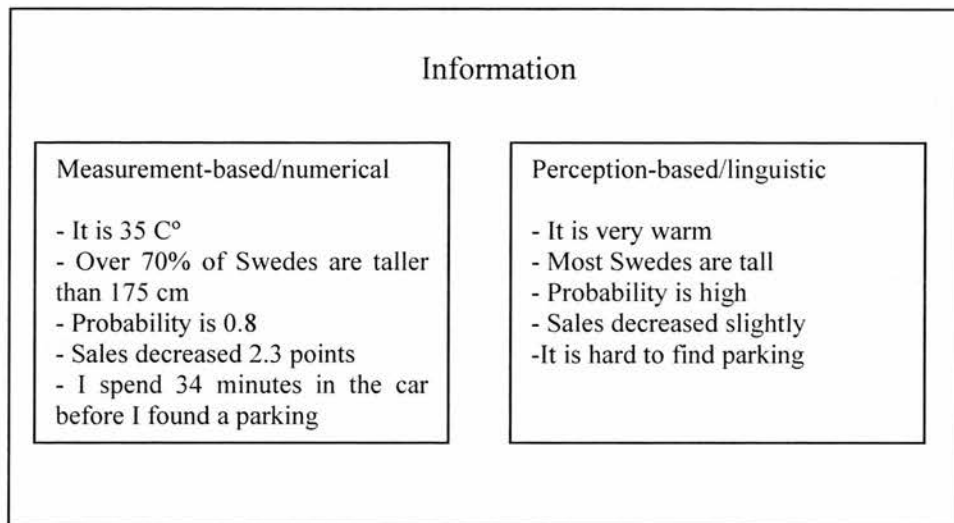 Information
Measurement-based/numerical
- It is 35 Cº
- Over 70% of Swedes are taller
than 175 cm
- Probability is 0.8
- Sales decreased 2.3 points
- I spend 34 minutes in the car
before I found a parking
Perception-based/linguistic
- It is very warm
- Most Swedes are tall
- Probability is high
- Sales decreased slightly
-It is hard to find parking